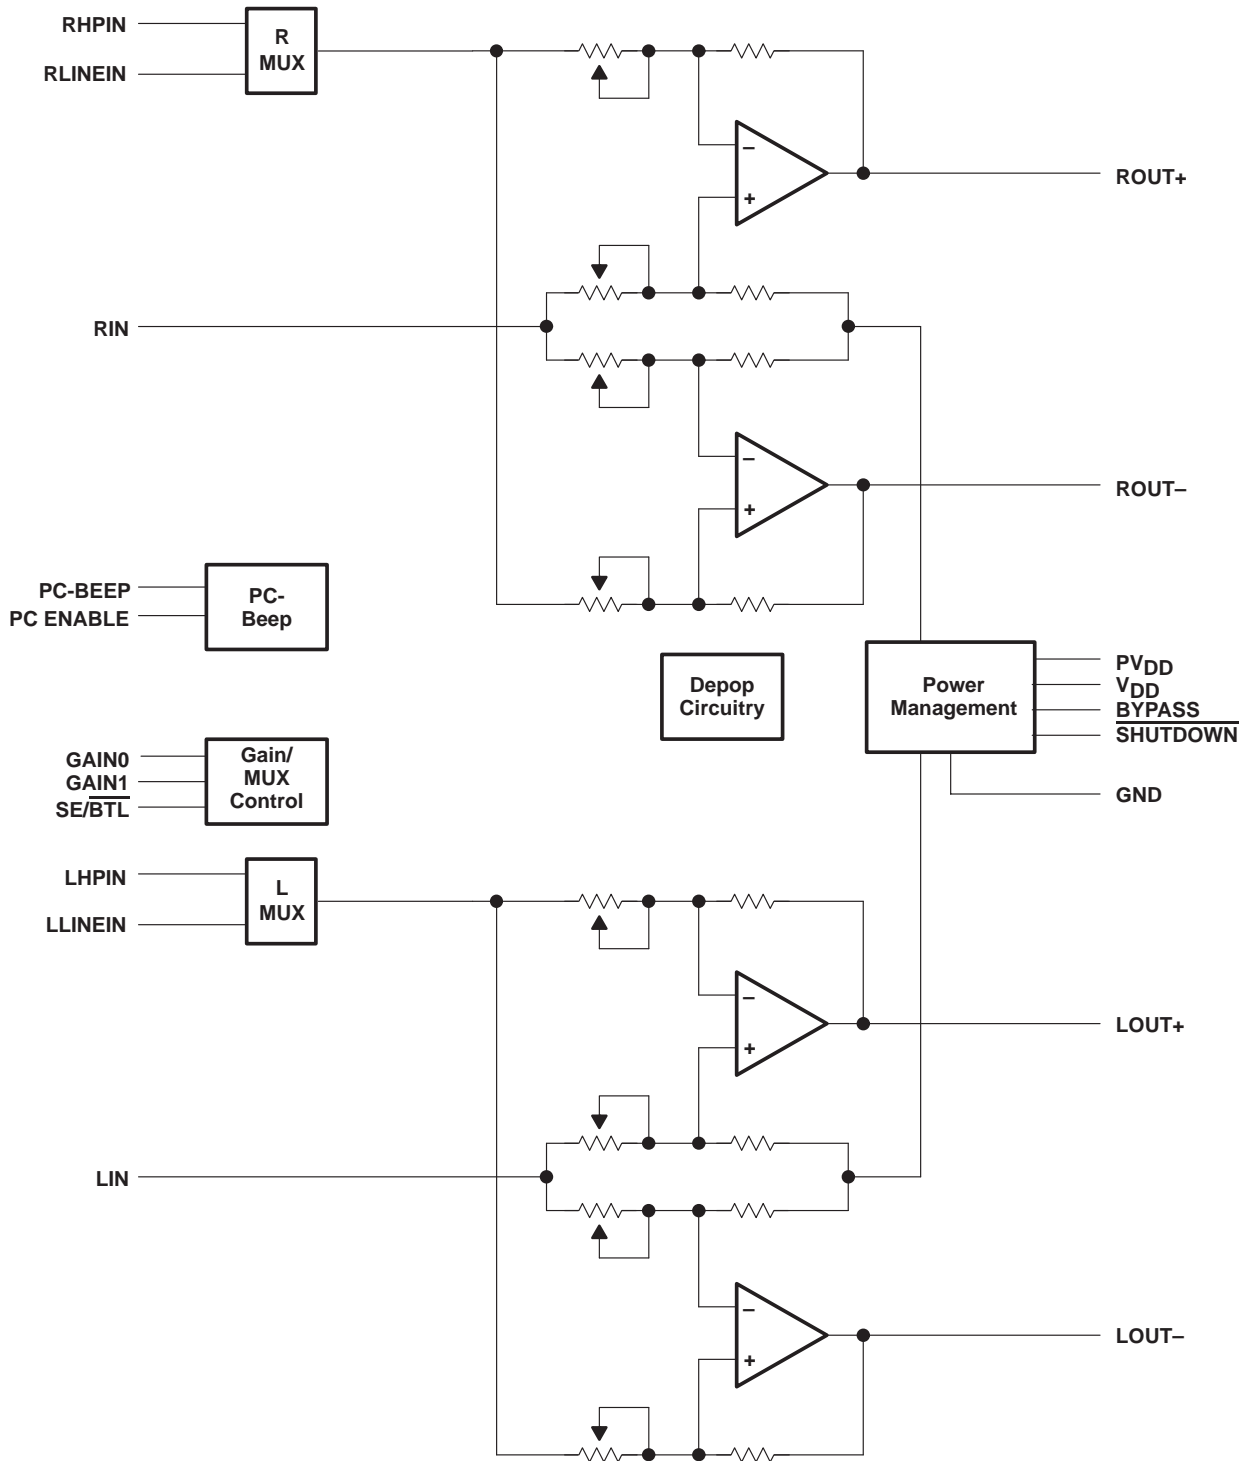 RHPIN
RLINEIN
R
MUX
−
+
ROUT+
RIN
−
+
ROUT−
PC-BEEP
PC ENABLE
PC-
Beep
Depop
Circuitry
Power
Management
PVDD
VDD
BYPASS
SHUTDOWN
GND
GAIN0
GAIN1
SE/BTL
Gain/
MUX
Control
LHPIN
LLINEIN
L
MUX
−
+
LOUT+
LIN
−
+
LOUT−